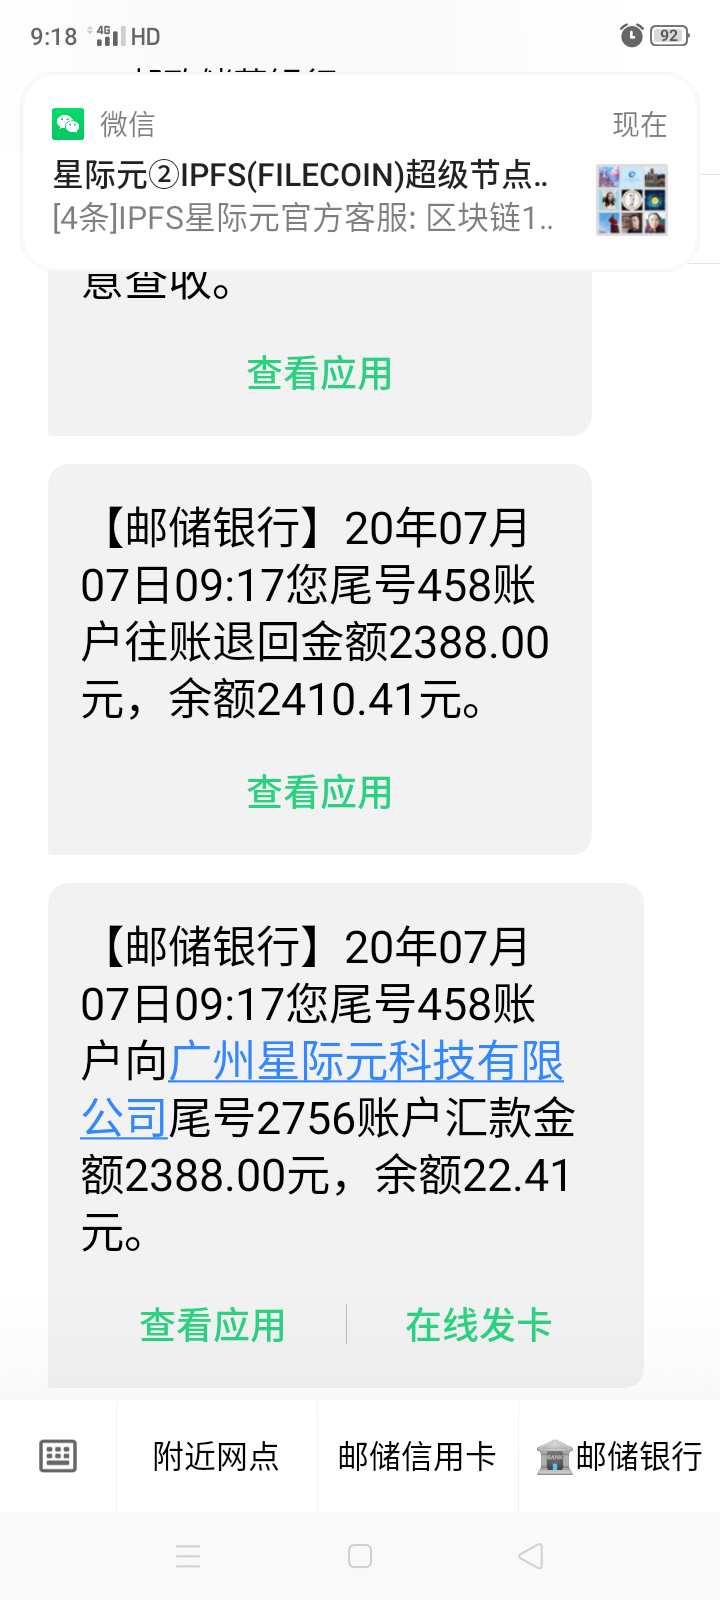 9:18 4G HD 92
微信 现在
星际元②IPFS(FILECOIN)超级节点..
[4条]IPFS星际元官方客服: 区块链1..
息查收。
查看应用
【邮储银行】20年07月
07日09:17您尾号458账
户往账退回金额2388.00
元，余额2410.41元。
查看应用
【邮储银行】20年07月
07日09:17您尾号458账
户向广州星际元科技有限
公司尾号2756账户汇款金
额2388.00元，余额22.41
元。
查看应用 在线发卡
附近网点 邮储信用卡 邮储银行